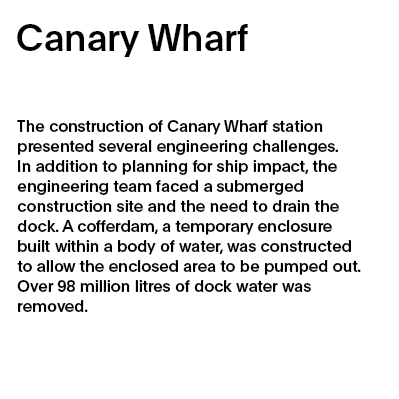 Canary Wharf
The construction of Canary Wharf station
presented several engineering challenges.
In addition to planning for ship impact, the
engineering team faced a submerged
construction site and the need to drain the
dock. A cofferdam, a temporary enclosure
built within a body of water, was constructed
to allow the enclosed area to be pumped out.
Over 98 million litres of dock water was
removed.